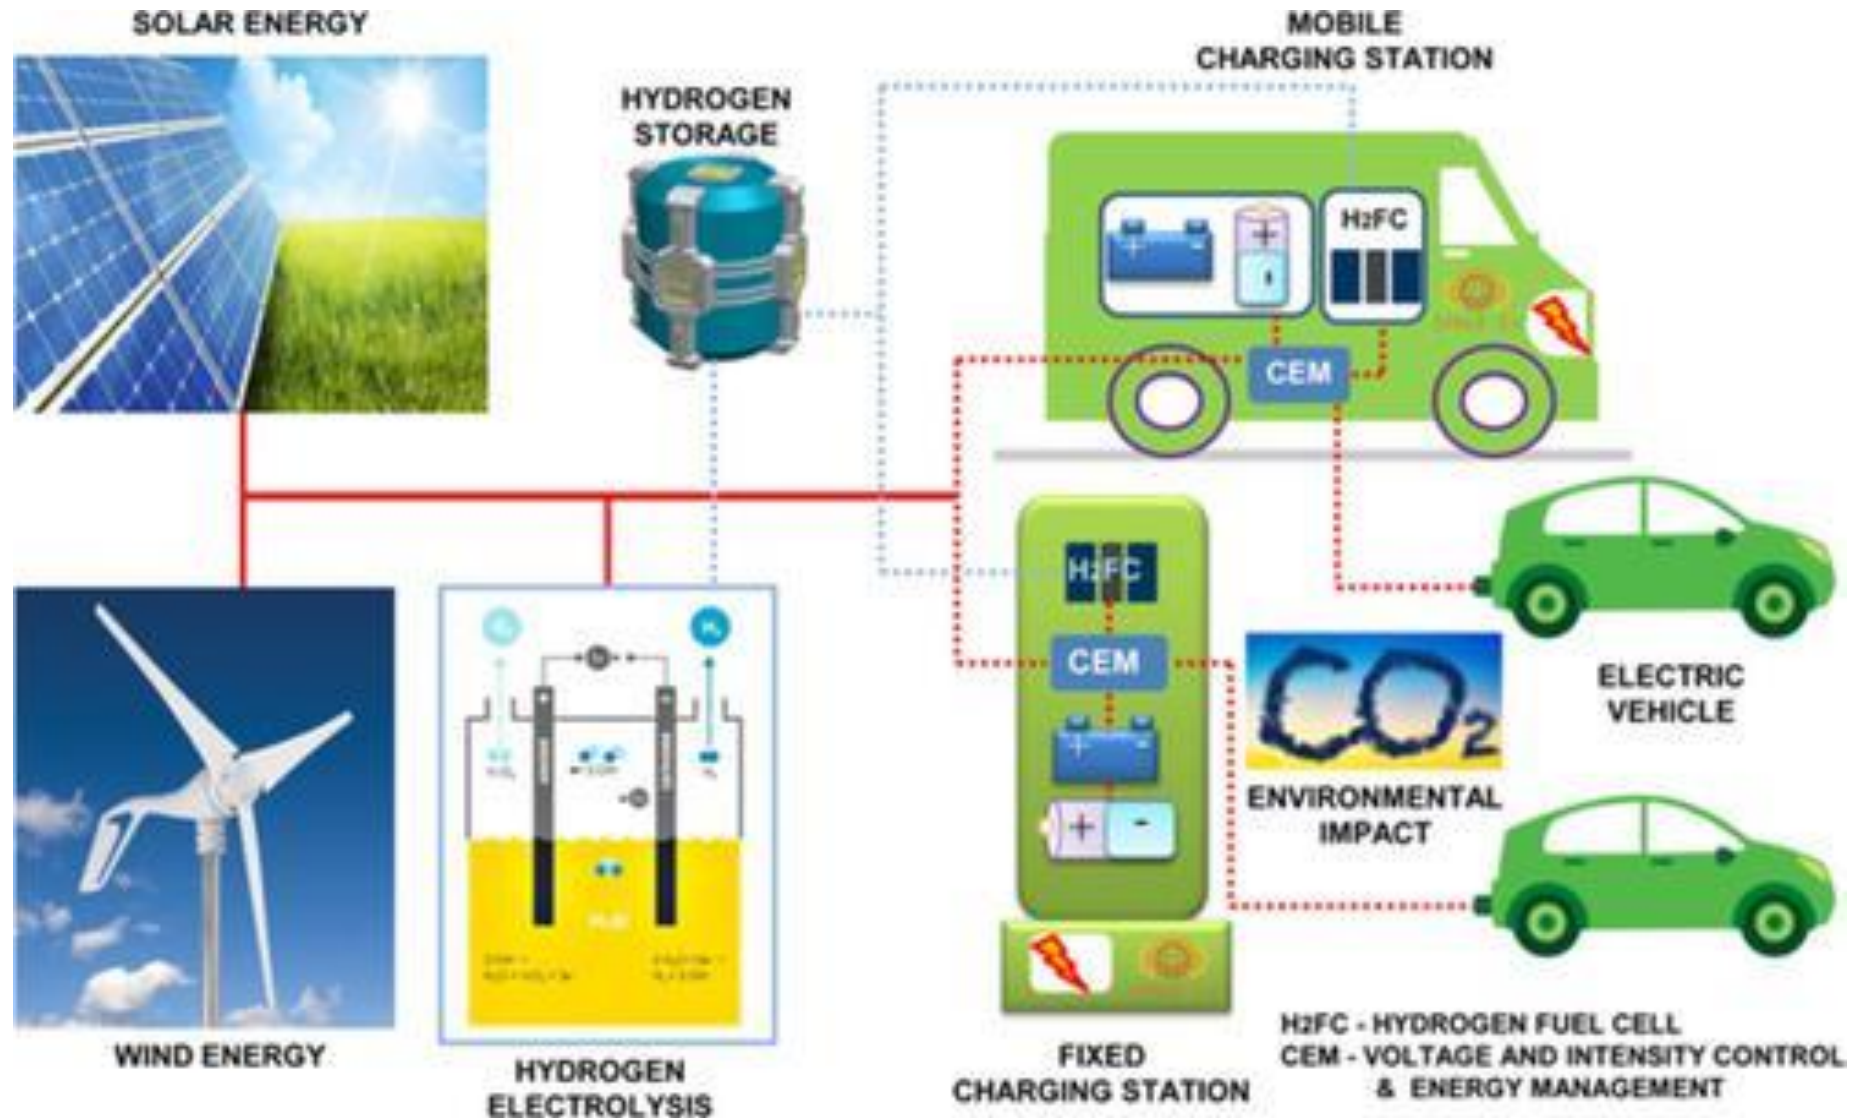 SOLAR ENERGY
HYDROGEN
STORAGE
MOBILE
CHARGING STATION
H2FC
CEM
H2FC
CEM
ELECTRIC
VEHICLE
CO2
ENVIRONMENTAL
IMPACT
WIND ENERGY
HYDROGEN
ELECTROLYSIS
FIXED
CHARGING STATION
H2FC - HYDROGEN FUEL CELL
CEM - VOLTAGE AND INTENSITY CONTROL
& ENERGY MANAGEMENT